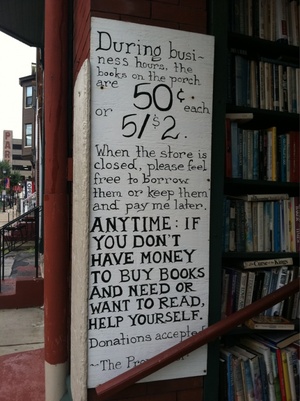 During busi-
ness hours, the
books on the porch
are 50¢ each
or 5/$2.
When the store is
closed, please feel
free to borrow
them or keep them
and pay me later.
ANYTIME: IF
YOU DON'T
HAVE MONEY
TO BUY BOOKS
AND NEED OR
WANT TO READ,
HELP YOURSELF.
Donations accepted
~The